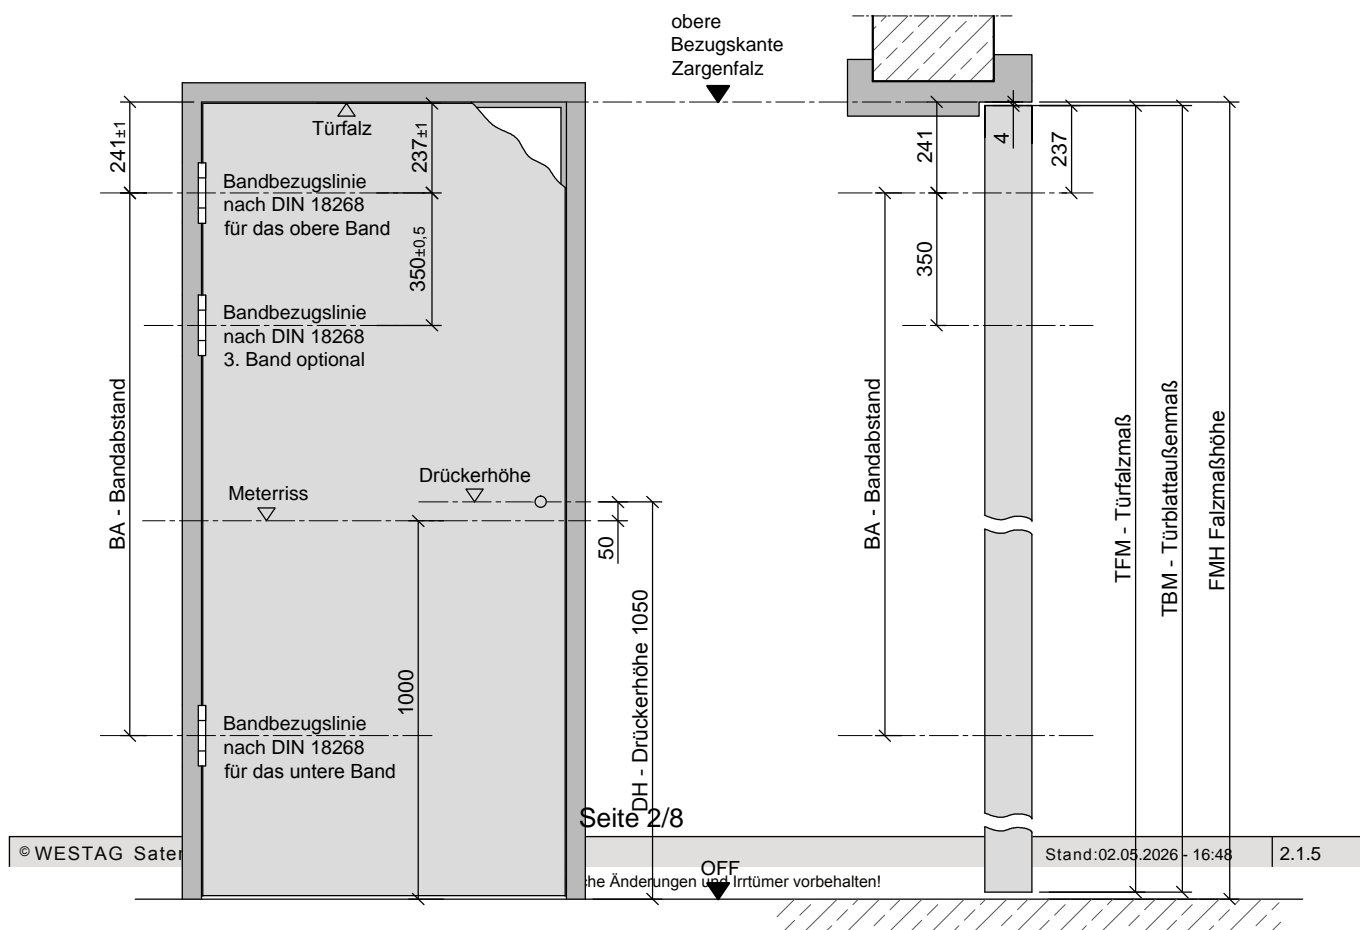 obere
Bezugskante
Zargenfalz
Türfalz
241±1
237±1
Bandbezugslinie
nach DIN 18268
für das obere Band
350±0,5
Bandbezugslinie
nach DIN 18268
3. Band optional
BA - Bandabstand
Meterriss
Drückerhöhe
50
1000
DH - Drückerhöhe 1050
Bandbezugslinie
nach DIN 18268
für das untere Band
241
4
237
350
BA - Bandabstand
TFM - Türfalzmaß
TBM - Türblattaußenmaß
FMH Falzmaßhöhe
Seite 2/8
© WESTAG
Stand:02.05.2026 - 16:48
2.1.5
OFF
Änderungen und Irrtümer vorbehalten!